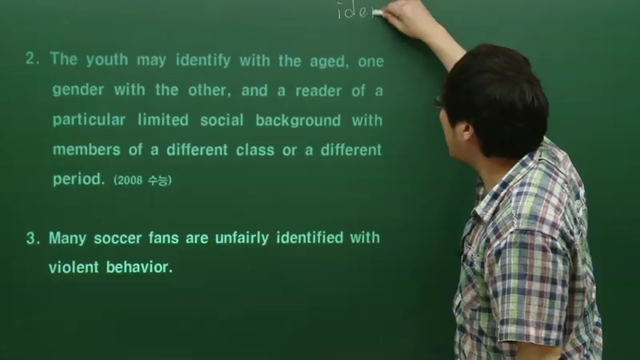 ide
2. The youth may identify with the aged, one
gender with the other, and a reader of a
particular limited social background with
members of a different class or a different
period. (2008 수능)
3. Many soccer fans are unfairly identified with
violent behavior.